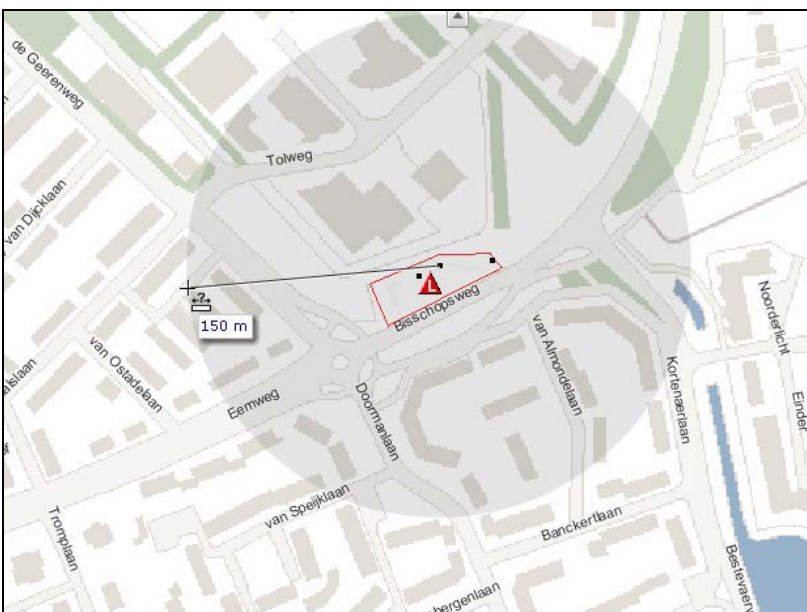 de Geerenweg
Tolweg
van Dijcklaan
L
?
150 m
Bisschopsweg
van Almondelaan
Noorderlicht
van Ostadelaan
Kortenaerlaan
Einder
Eemweg
Doormanlaan
van Speijklaan
Tromplaan
Banckertlaan